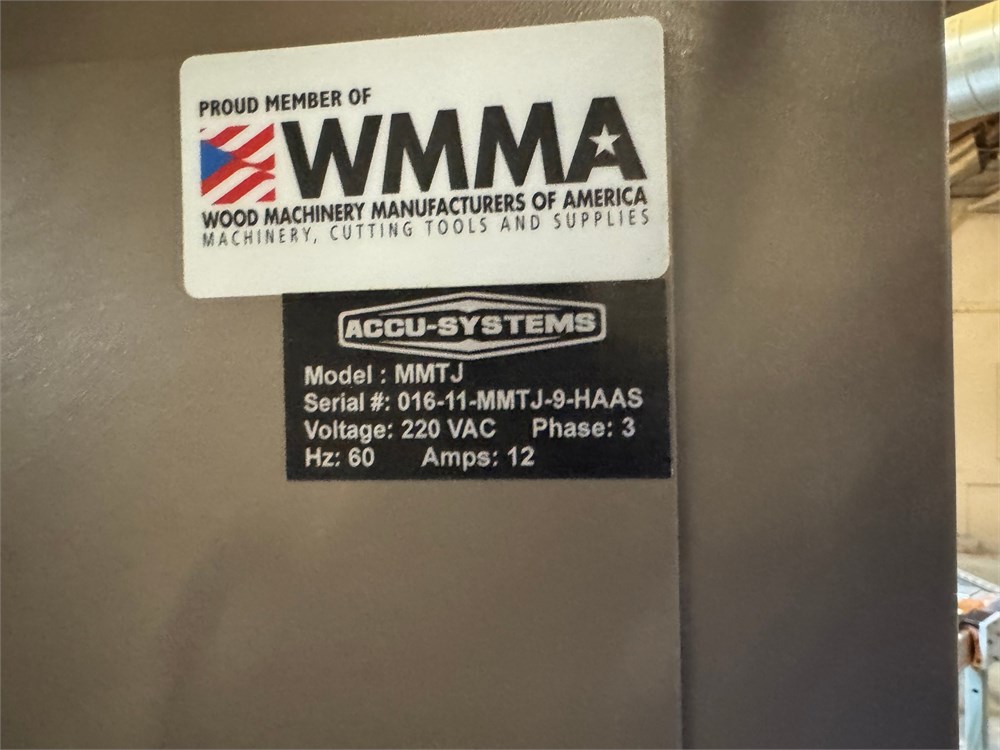 PROUD MEMBER OF
WMMA
WOOD MACHINERY MANUFACTURERS OF AMERICA
MACHINERY, CUTTING TOOLS AND SUPPLIES
ACCU-SYSTEMS
Model : MMTJ
Serial #: 016-11-MMTJ-9-HAAS
Voltage: 220 VAC Phase: 3
Hz: 60 Amps: 12